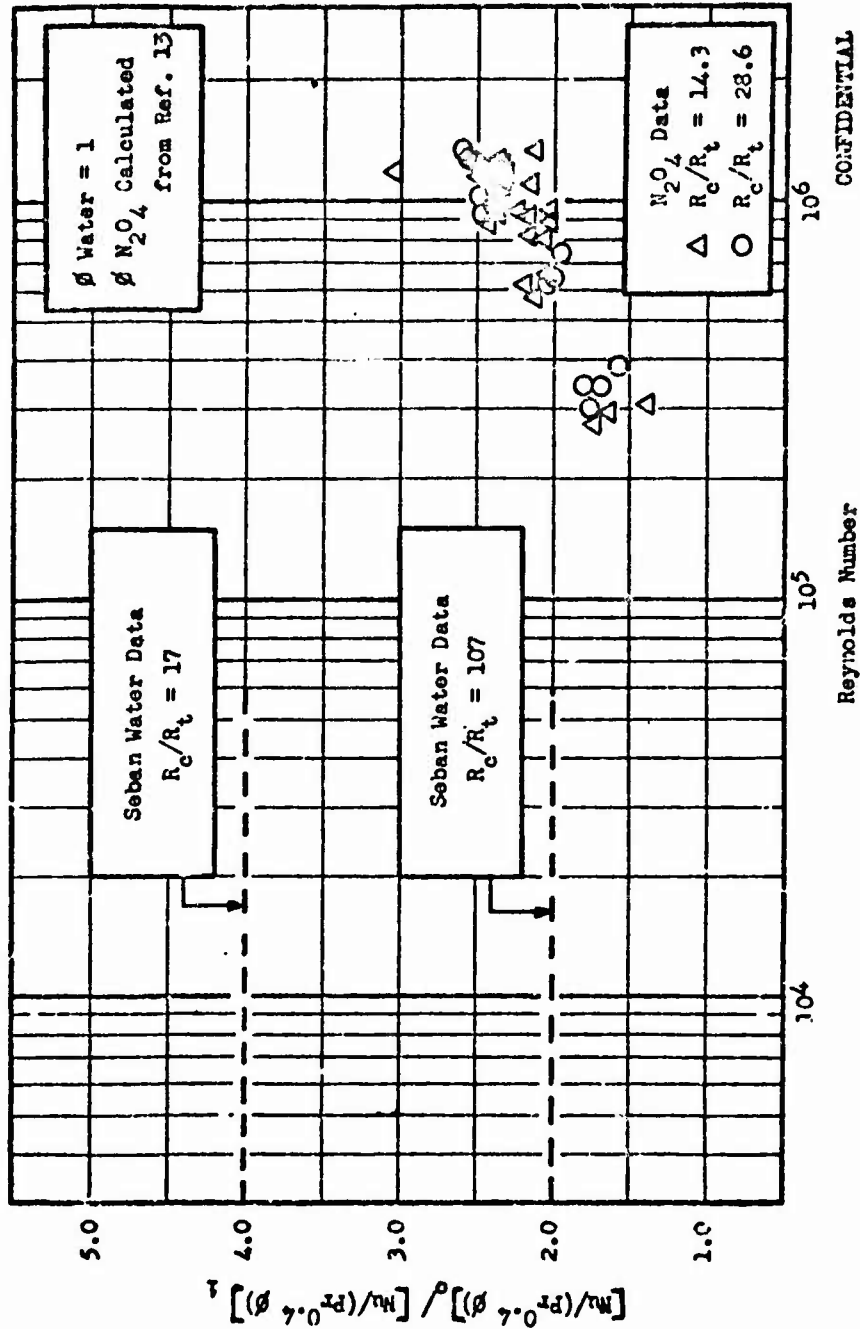 Ø Water = 1
Ø N2O4 Calculated
from Ref. 13
Seban Water Data
Rc/Rt = 17
Seban Water Data
Rc/Rt = 107
N2O4 Data
△ Rc/Rt = 14.3
○ Rc/Rt = 28.6
5.0
4.0
3.0
2.0
1.0
[Nu/(Pr^0.4 Ø)]o / [Nu/(Pr^0.4 Ø)]i
10^4
10^5
10^6
Reynolds Number
CONFIDENTIAL